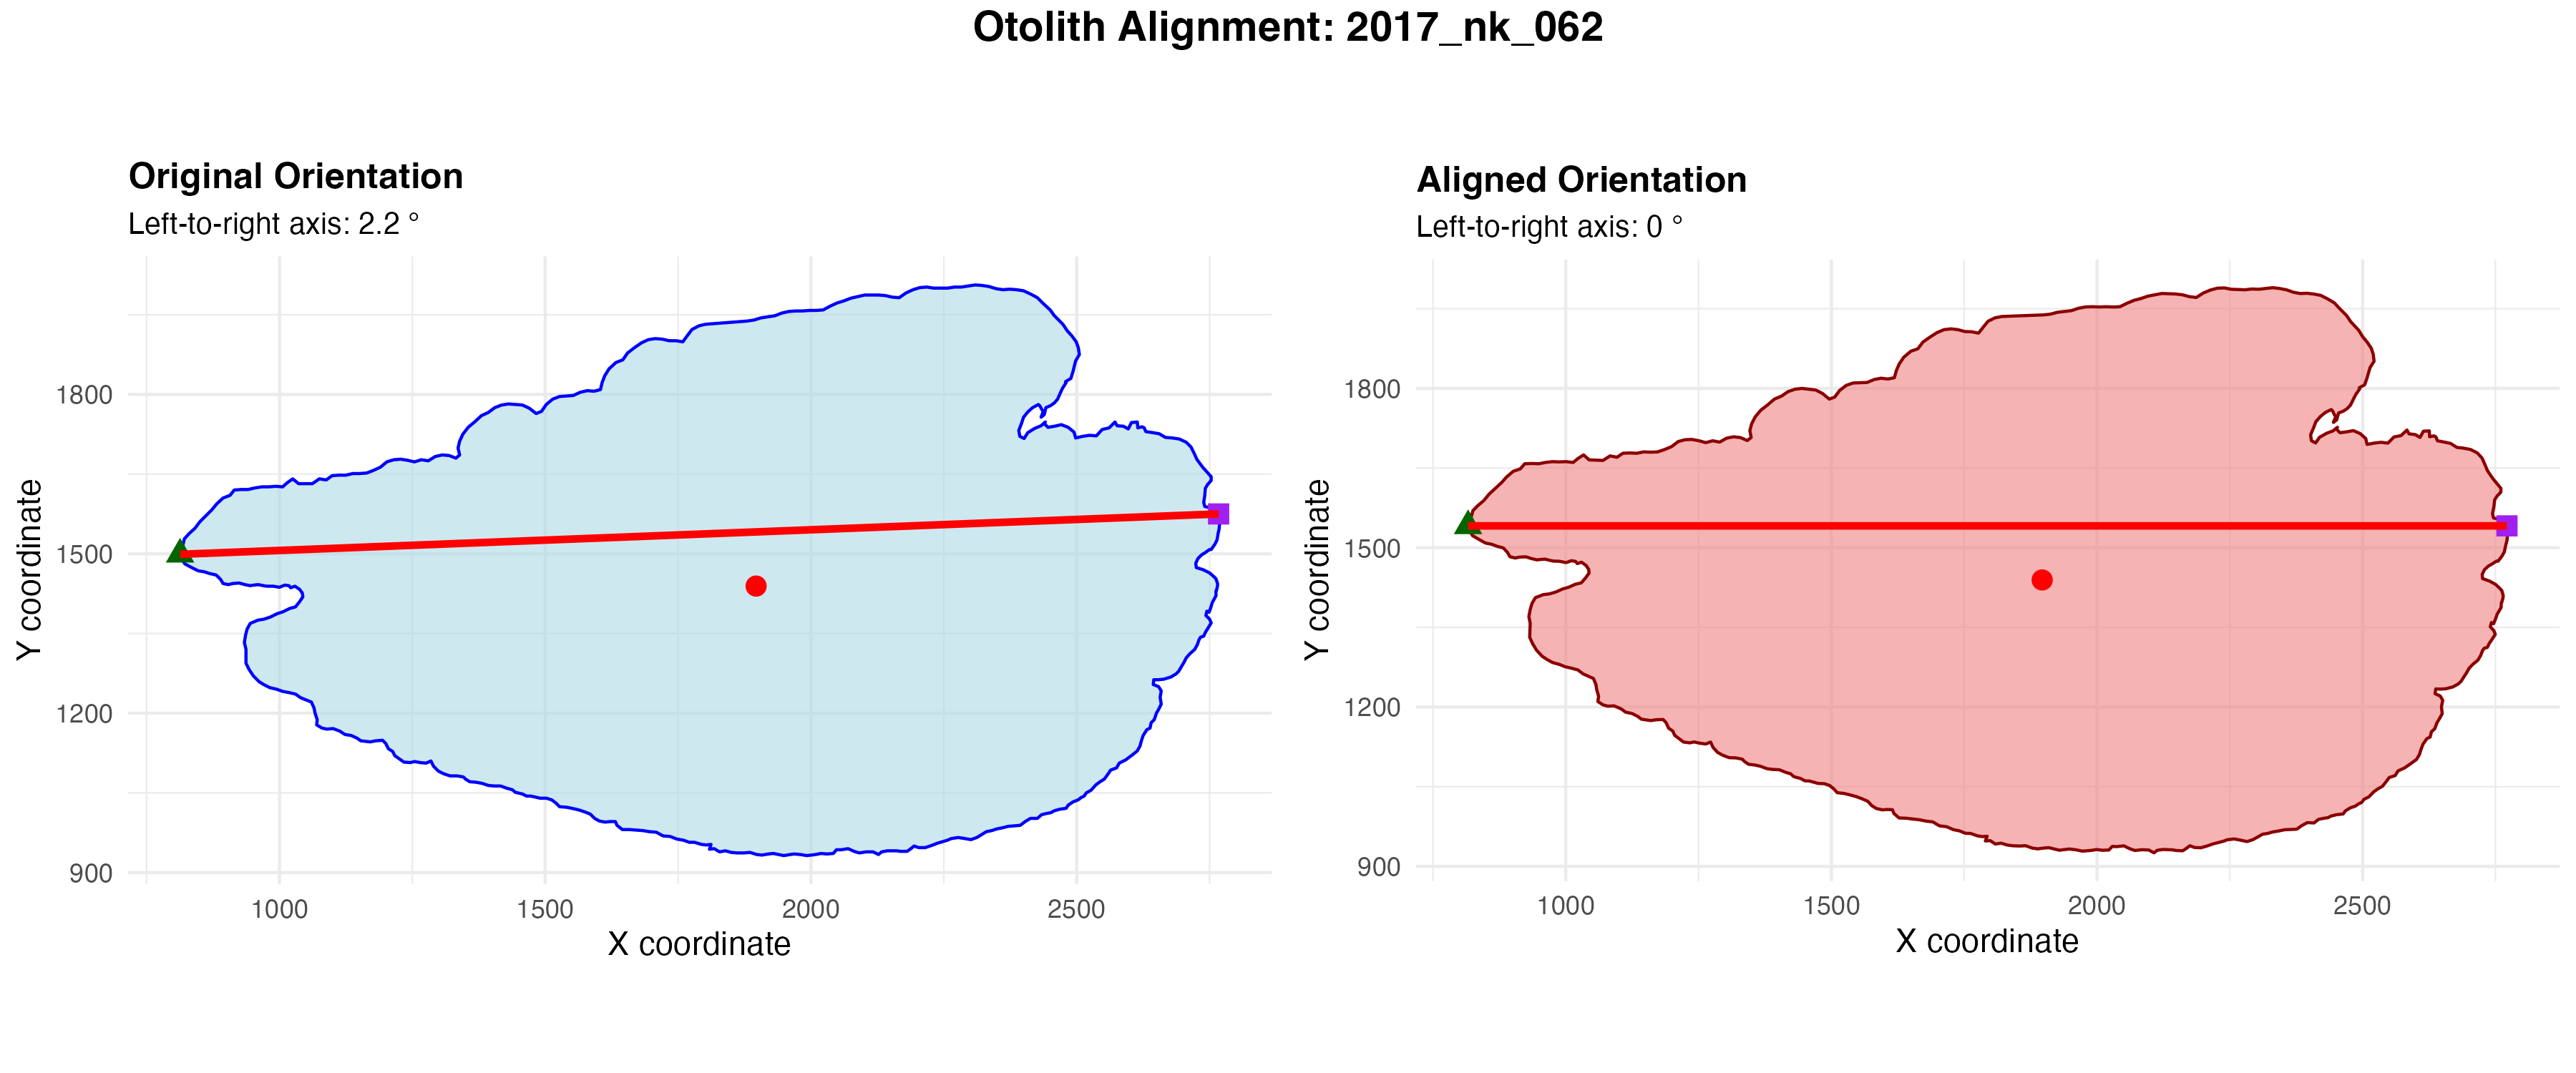 Otolith Alignment: 2017_nk_062
Original Orientation
Left-to-right axis: 2.2 °
Y coordinate
1800
1500
1200
900
1000 1500 2000 2500
X coordinate
Aligned Orientation
Left-to-right axis: 0 °
Y coordinate
1800
1500
1200
900
1000 1500 2000 2500
X coordinate